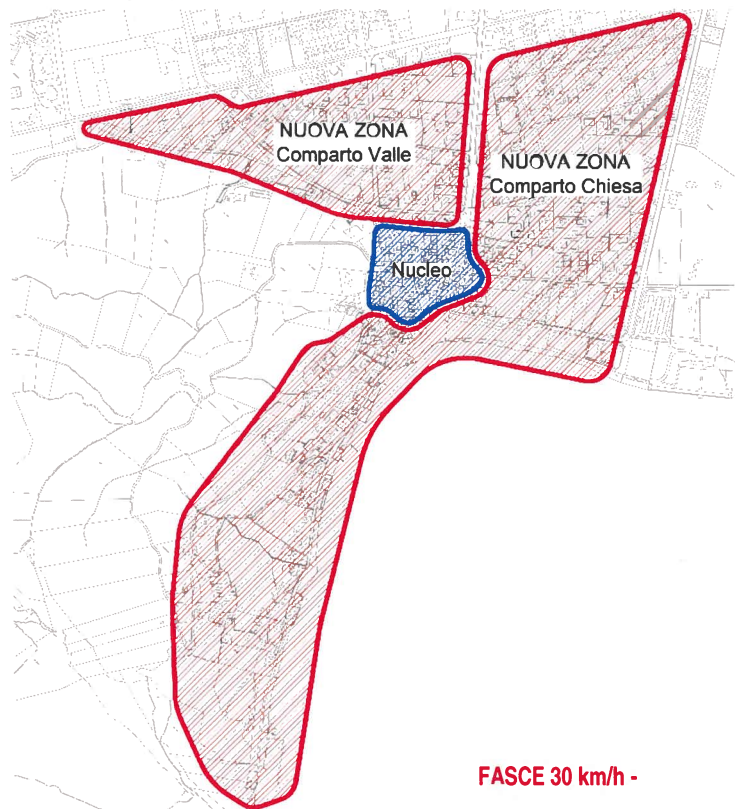 NUOVA ZONA
Comparto Valle
NUOVA ZONA
Comparto Chiesa
Nucleo
FASCE 30 km/h -